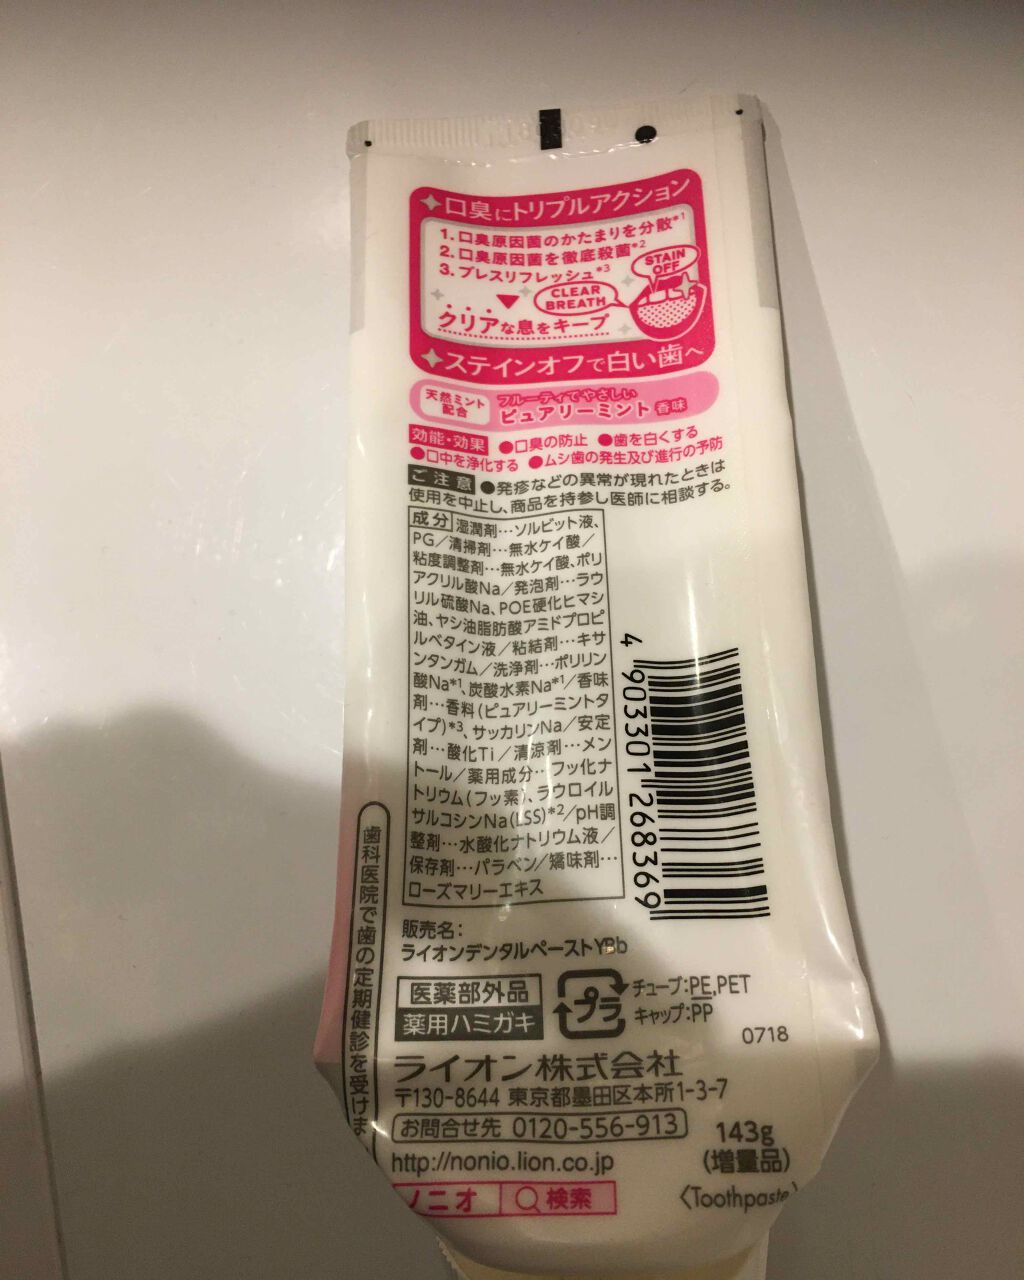 口臭にトリプルアクション
1. 口臭原因菌のかたまりを分散*1
2. 口臭原因菌を徹底殺菌*2
3. ブレスリフレッシュ*3
STAIN
OFF
CLEAR
BREATH
クリアな息をキープ
ステインオフで白い歯へ
天然ミント
配合
フルーティでやさしい
ピュアリーミント 香味
効能・効果 ●口臭の防止 ●歯を白くする
●口中を浄化する ●ムシ歯の発生及び進行の予防
ご注意 ●発疹などの異常が現れたときは
使用を中止し、商品を持参し医師に相談する。
成分 湿潤剤…ソルビット液、
PG/清掃剤…無水ケイ酸/
粘度調整剤…無水ケイ酸、ポリ
アクリル酸Na/発泡剤…ラウ
リル硫酸Na、POE硬化ヒマシ
油、ヤシ油脂肪酸アミドプロピ
ルベタイン液/粘結剤…キサ
ンタンガム/洗浄剤…ポリリン
酸Na*1、炭酸水素Na*1/香味
剤…香料(ピュアリーミントタ
イプ)*3、サッカリンNa/安定
剤…酸化Ti/清涼剤…メン
トール/薬用成分…フッ化ナ
トリウム(フッ素)、ラウロイル
サルコシンNa(LSS)*2/pH調
整剤…水酸化ナトリウム液/
保存剤…パラベン/矯味剤…
ローズマリーエキス
4 903301 268369
歯科医院で歯の定期健診を受けま
販売名:
ライオンデンタルペーストYBb
医薬部外品
薬用ハミガキ
プラ
チューブ:PE,PET
キャップ:PP
0718
ライオン株式会社
〒130-8644 東京都墨田区本所1-3-7
お問合せ先 0120-556-913
143g
(増量品)
http://nonio.lion.co.jp
ノニオ 検索
〈Toothpaste〉